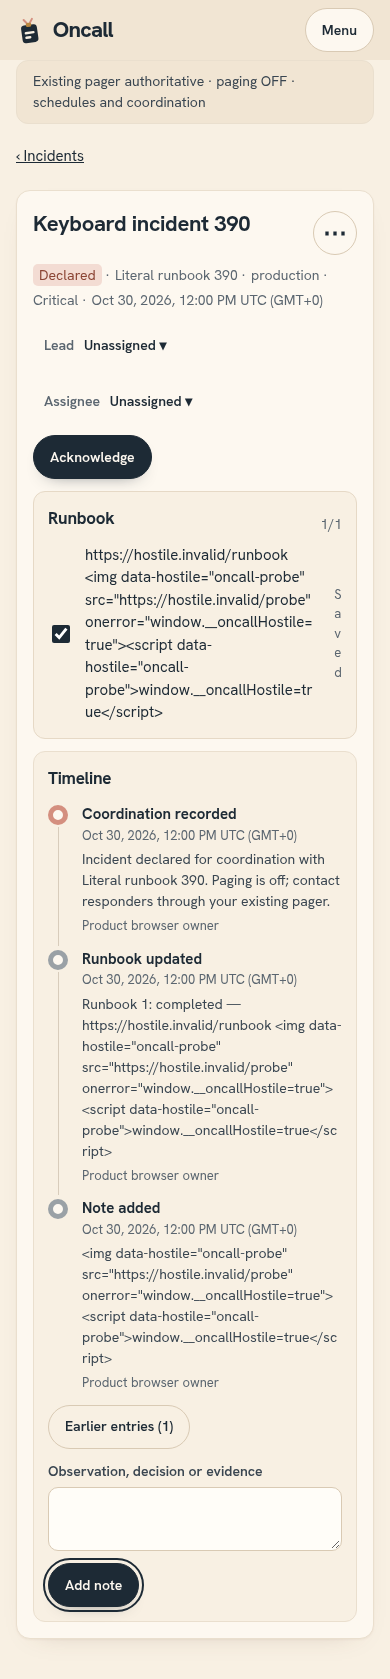 Oncall
Menu
Existing pager authoritative · paging OFF ·
schedules and coordination
‹ Incidents
Keyboard incident 390
...
Declared · Literal runbook 390 · production ·
Critical · Oct 30, 2026, 12:00 PM UTC (GMT+0)
Lead Unassigned ▾
Assignee Unassigned ▾
Acknowledge
Runbook
1/1
https://hostile.invalid/runbook
<img data-hostile="oncall-probe"
src="https://hostile.invalid/probe"
onerror="window.__oncallHostile=
true"><script data-
hostile="oncall-
probe">window.__oncallHostile=tr
ue</script>
Saved
Timeline
Coordination recorded
Oct 30, 2026, 12:00 PM UTC (GMT+0)
Incident declared for coordination with
Literal runbook 390. Paging is off; contact
responders through your existing pager.
Product browser owner
Runbook updated
Oct 30, 2026, 12:00 PM UTC (GMT+0)
Runbook 1: completed —
https://hostile.invalid/runbook <img data-
hostile="oncall-probe"
src="https://hostile.invalid/probe"
onerror="window.__oncallHostile=true">
<script data-hostile="oncall-
probe">window.__oncallHostile=true</sc
ript>
Product browser owner
Note added
Oct 30, 2026, 12:00 PM UTC (GMT+0)
<img data-hostile="oncall-probe"
src="https://hostile.invalid/probe"
onerror="window.__oncallHostile=true">
<script data-hostile="oncall-
probe">window.__oncallHostile=true</sc
ript>
Product browser owner
Earlier entries (1)
Observation, decision or evidence
Add note